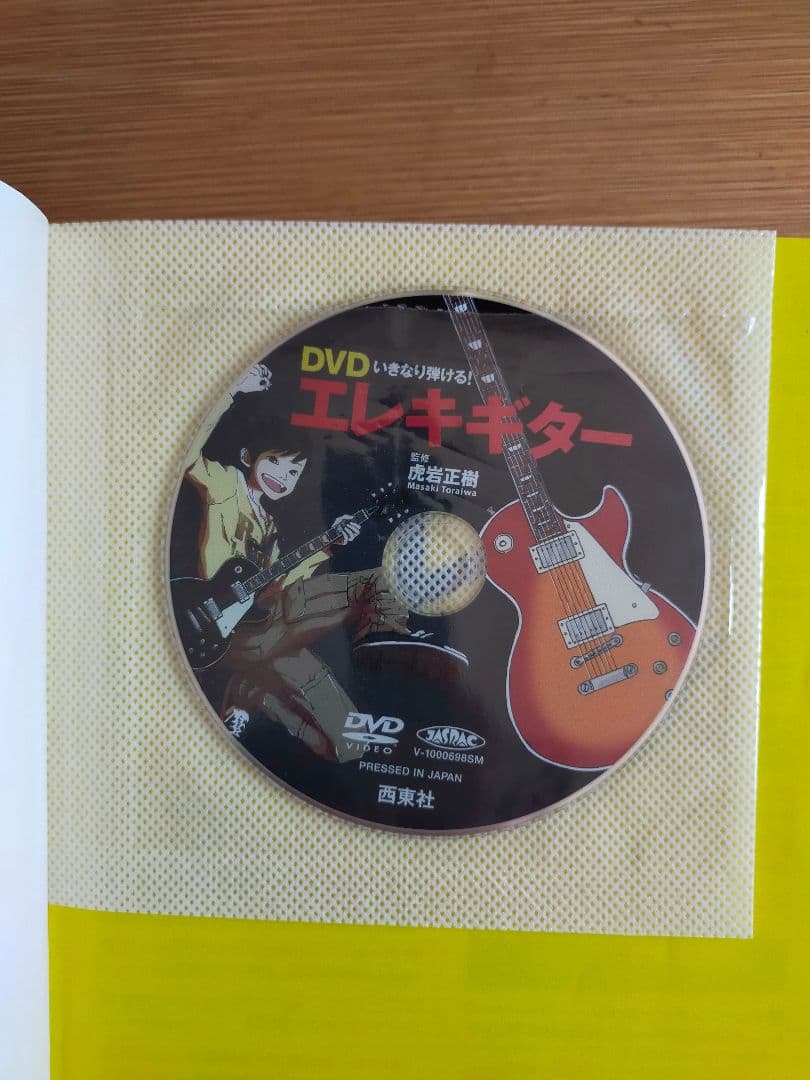 DVD いきなり弾ける!
エレキギター
監修
虎岩正樹
Masaki Toraiwa
DVD
VIDEO
JASRAC
V-1000698SM
PRESSED IN JAPAN
西東社